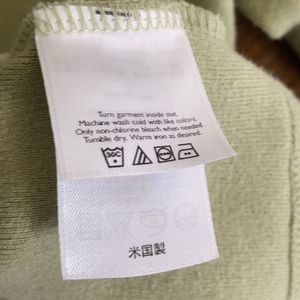 Turn garment inside out.
Machine wash cold with like colors.
Only non-chlorine bleach when needed.
Tumble dry. Warm iron as desired.
30C
米国製